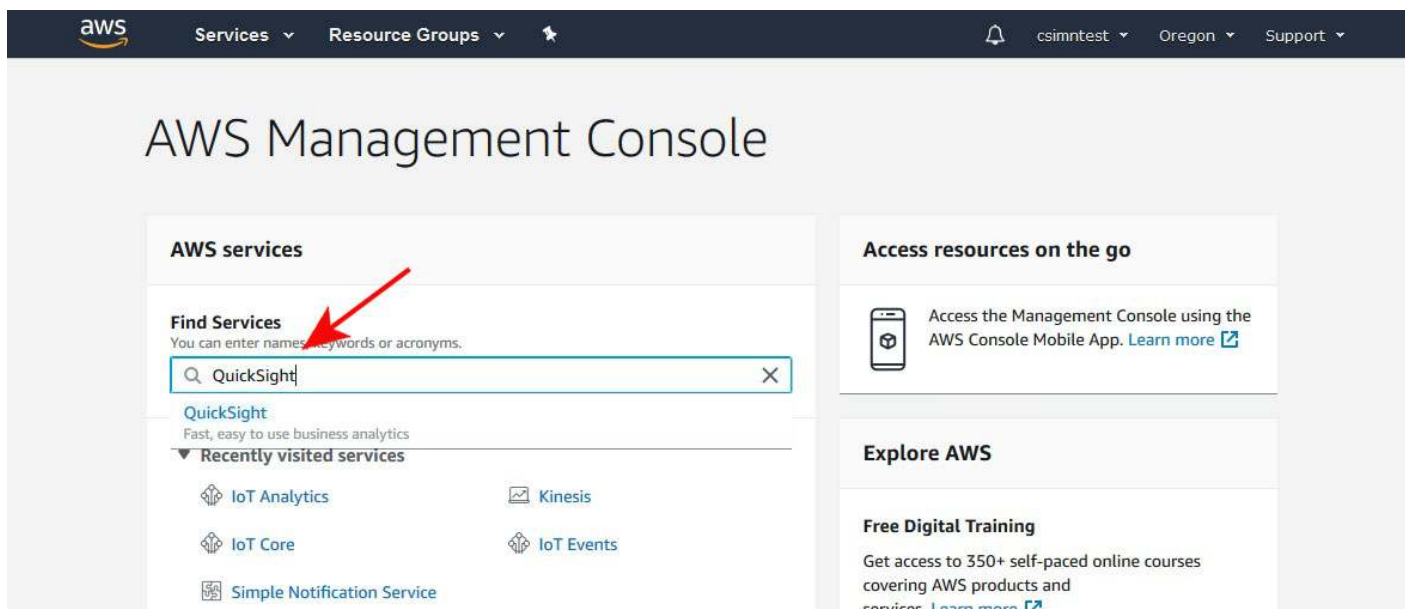 aws Services Resource Groups csimntest Oregon Support
AWS Management Console
AWS services
Find Services
You can enter names, keywords or acronyms.
QuickSight
QuickSight
Fast, easy to use business analytics
Recently visited services
IoT Analytics
Kinesis
IoT Core
IoT Events
Simple Notification Service
Access resources on the go
Access the Management Console using the
AWS Console Mobile App. Learn more
Explore AWS
Free Digital Training
Get access to 350+ self-paced online courses
covering AWS products and
services. Learn more